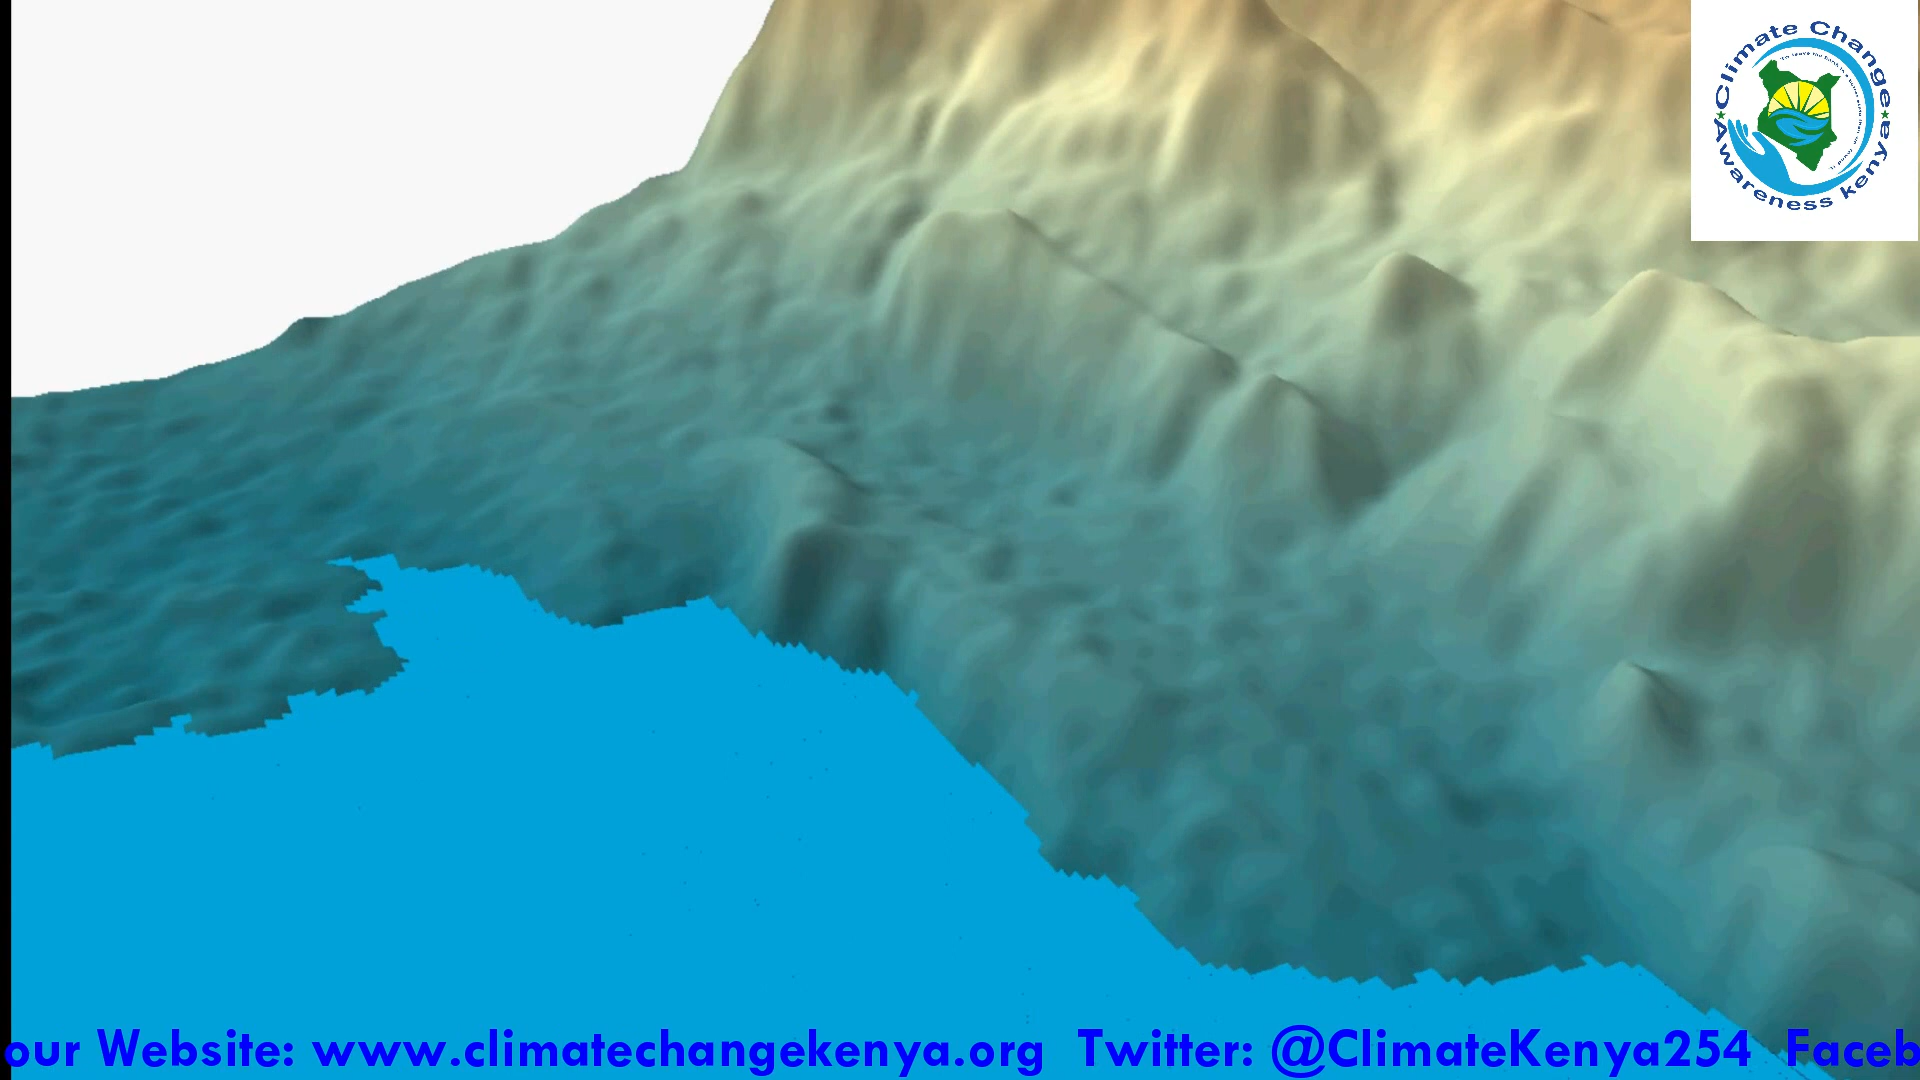 Climate Change
Awareness kenya
our Website: www.climatechangekenya.org Twitter: @ClimateKenya254 Faceb